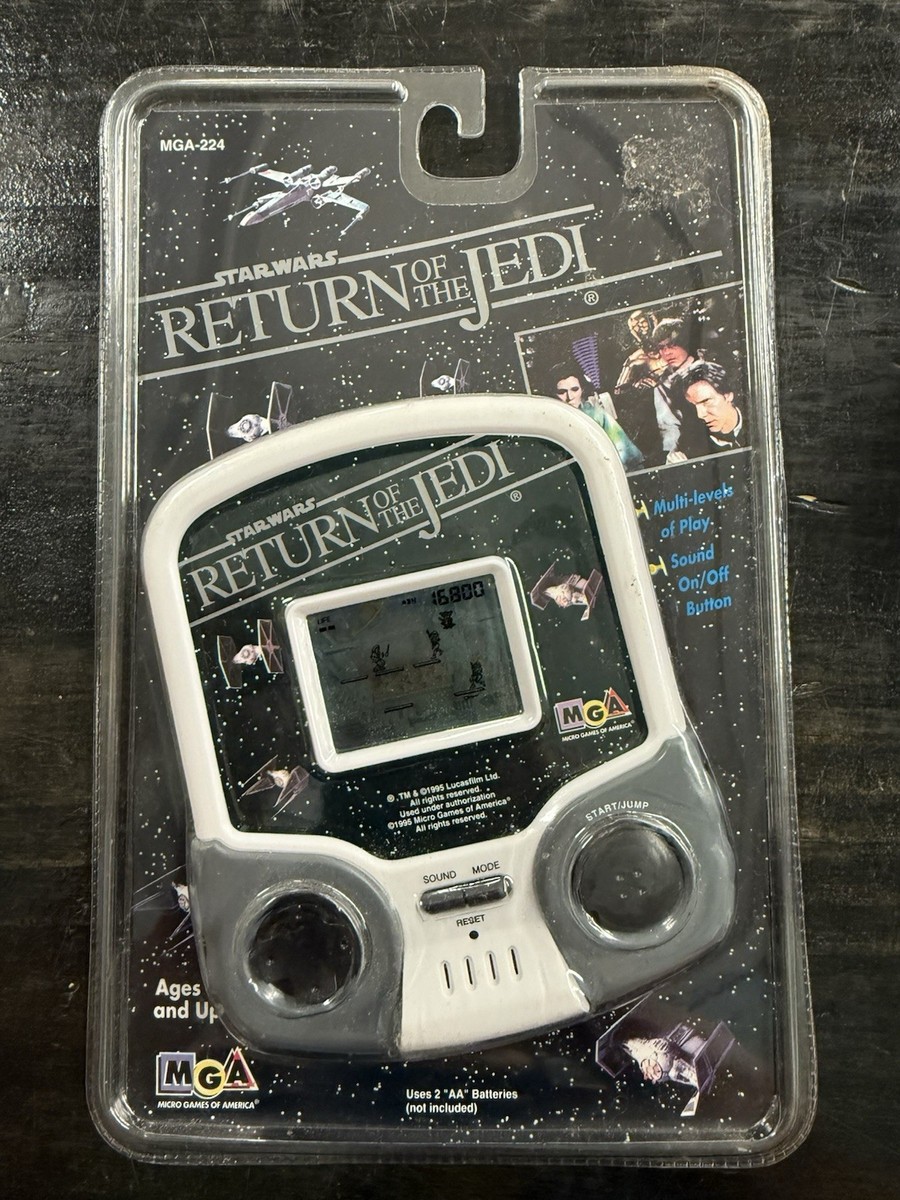 MGA-224
STAR WARS
RETURN OF THE JEDI
®
Multi-levels
of Play
Sound
On/Off
Button
STAR WARS
RETURN OF THE JEDI
®
LIFE
16800
MGA
MICRO GAMES OF AMERICA®
®, TM & ©1995 Lucasfilm Ltd.
All rights reserved.
Used under authorization
©1995 Micro Games of America®
All rights reserved.
START/JUMP
SOUND MODE
RESET
Ages
and Up
MGA
MICRO GAMES OF AMERICA®
Uses 2 "AA" Batteries
(not included)